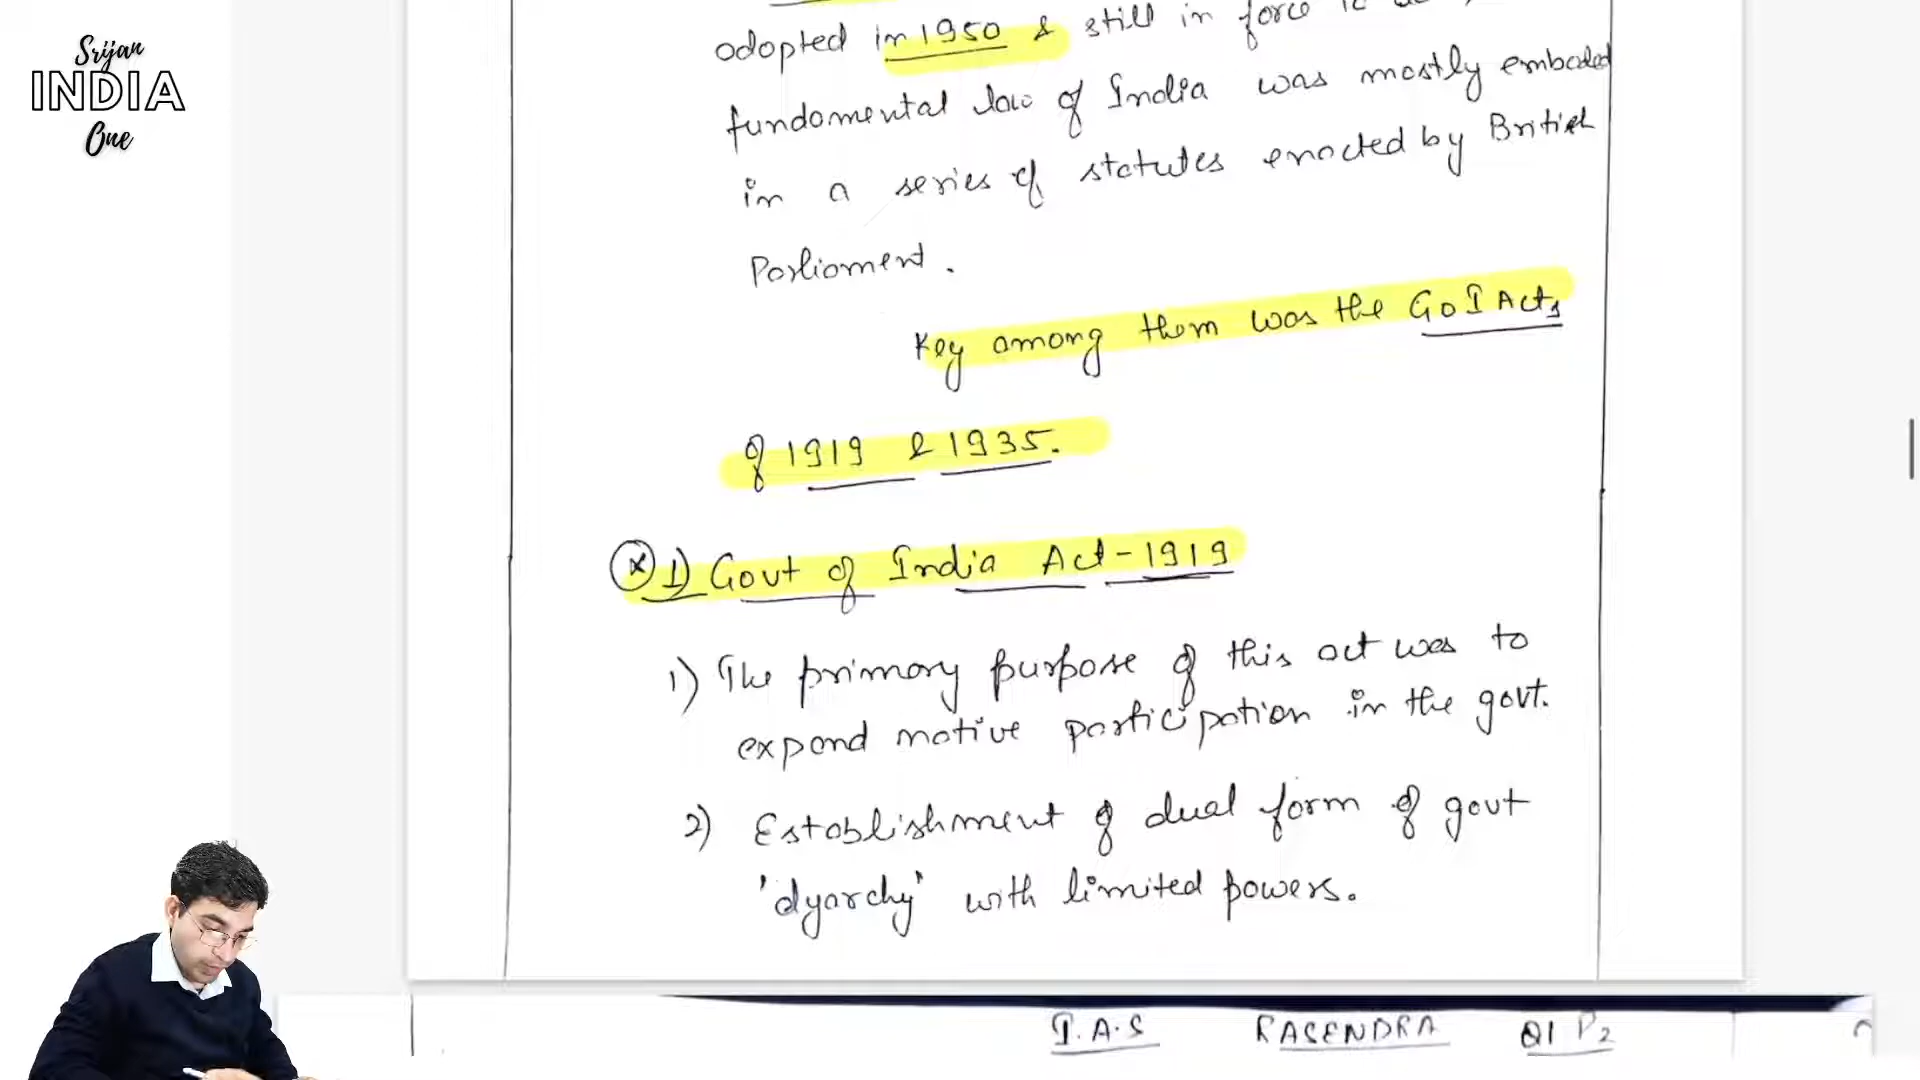 Srijan
INDIA
One
adopted in 1950 & still in force
fundamental law of India was mostly embodied
in a series of statutes enacted by British
Parliament.
Key among them was the GoI Acts
of 1919 & 1935.
1) Govt of India Act - 1919
1) The primary purpose of this act was to
expand native participation in the govt.
2) Establishment of dual form of govt
'dyarchy' with limited powers.
I.A.S RASENDRA Q1 P2